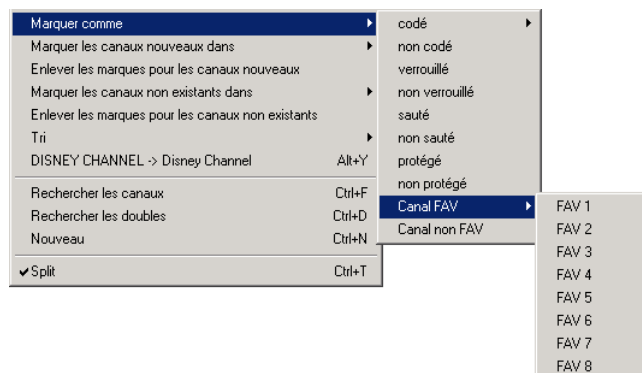 Marquer comme
Marquer les canaux nouveaux dans
Enlever les marques pour les canaux nouveaux
Marquer les canaux non existants dans
Enlever les marques pour les canaux non existants
Tri
DISNEY CHANNEL -> Disney Channel Alt+Y
Rechercher les canaux Ctrl+F
Rechercher les doubles Ctrl+D
Nouveau Ctrl+N
Split Ctrl+T
codé
non codé
verrouillé
non verrouillé
sauté
non sauté
protégé
non protégé
Canal FAV
Canal non FAV
FAV 1
FAV 2
FAV 3
FAV 4
FAV 5
FAV 6
FAV 7
FAV 8